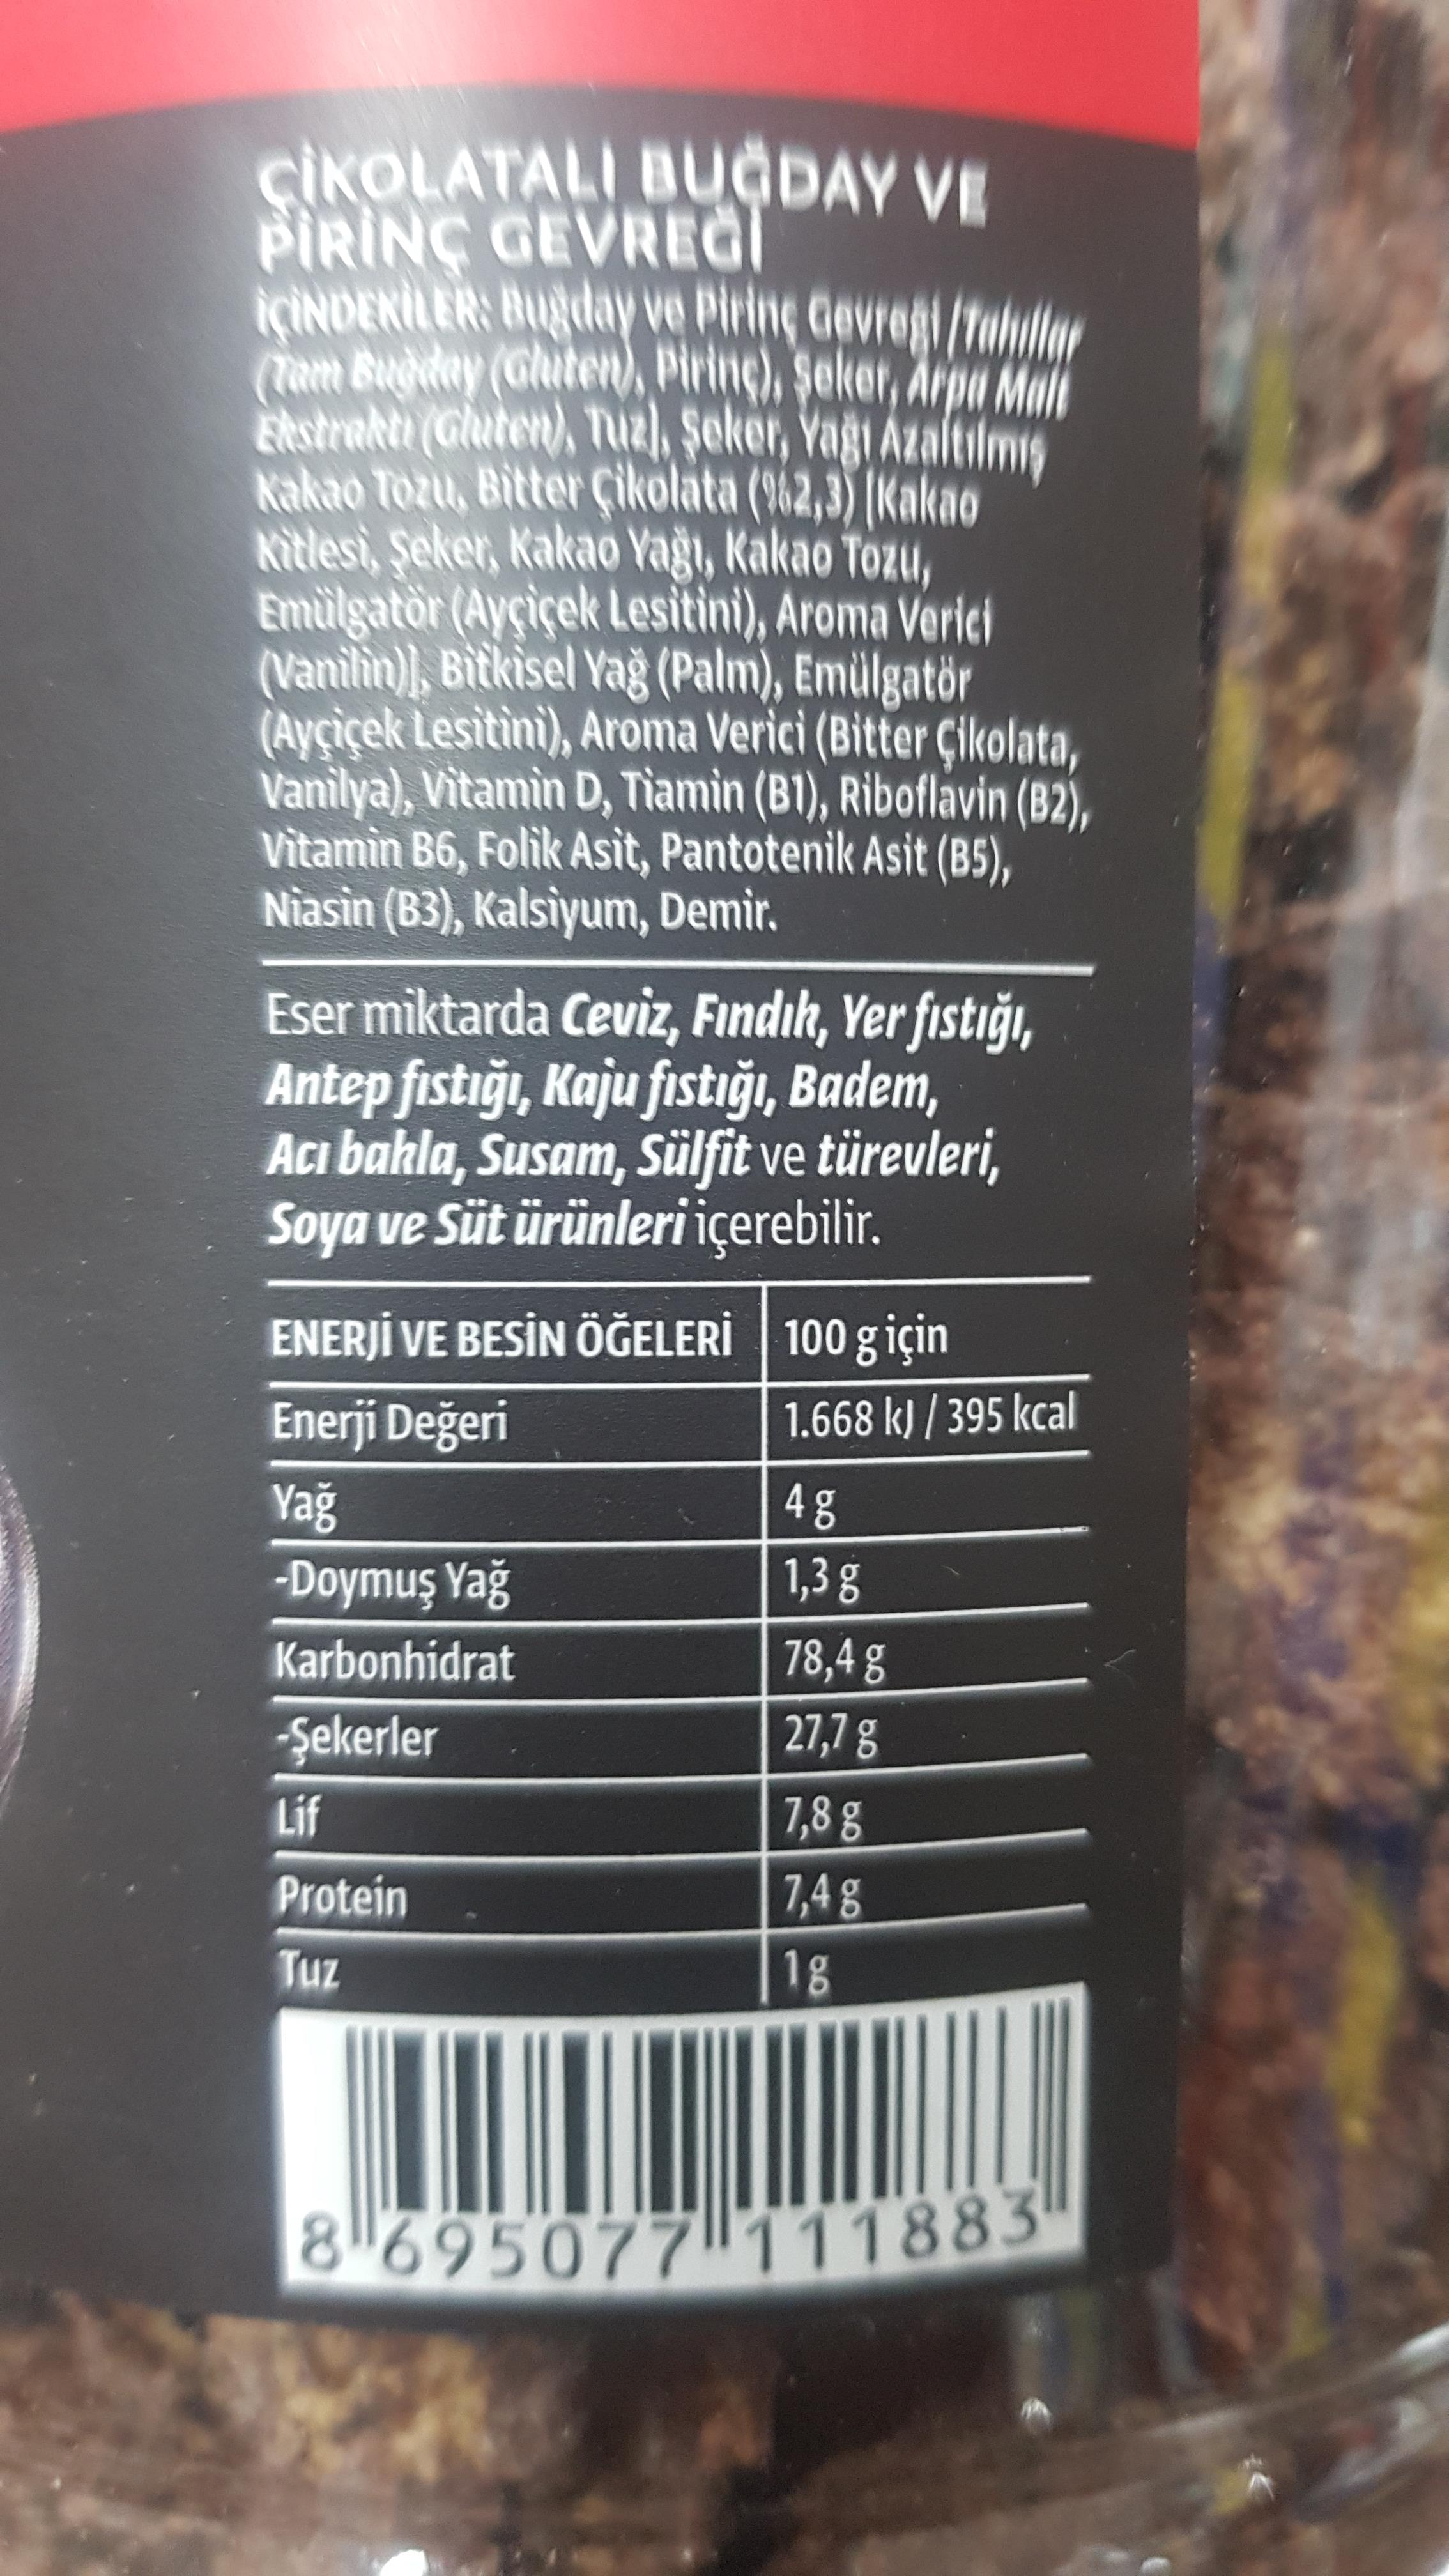 ÇİKOLATALI BUĞDAY VE
PİRİNÇ GEVREĞİ
İÇİNDEKİLER: Buğday ve Pirinç Gevreği [Tahıllar
(Tam Buğday (Gluten), Pirinç), Şeker, Arpa Malt
Ekstraktı (Gluten), Tuz], Şeker, Yağı Azaltılmış
Kakao Tozu, Bitter Çikolata (%2,3) [Kakao
Kitlesi, Şeker, Kakao Yağı, Kakao Tozu,
Emülgatör (Ayçiçek Lesitini), Aroma Verici
(Vanilin)], Bitkisel Yağ (Palm), Emülgatör
(Ayçiçek Lesitini), Aroma Verici (Bitter Çikolata,
Vanilya), Vitamin D, Tiamin (B1), Riboflavin (B2),
Vitamin B6, Folik Asit, Pantotenik Asit (B5),
Niasin (B3), Kalsiyum, Demir.
Eser miktarda Ceviz, Fındık, Yer fıstığı,
Antep fıstığı, Kaju fıstığı, Badem,
Acı bakla, Susam, Sülfit ve türevleri,
Soya ve Süt ürünleri içerebilir.
ENERJİ VE BESİN ÖĞELERİ 100 g için
Enerji Değeri 1.668 kJ / 395 kcal
Yağ 4 g
-Doymuş Yağ 1,3 g
Karbonhidrat 78,4 g
-Şekerler 27,7 g
Lif 7,8 g
Protein 7,4 g
Tuz 1 g
8 695077 111883